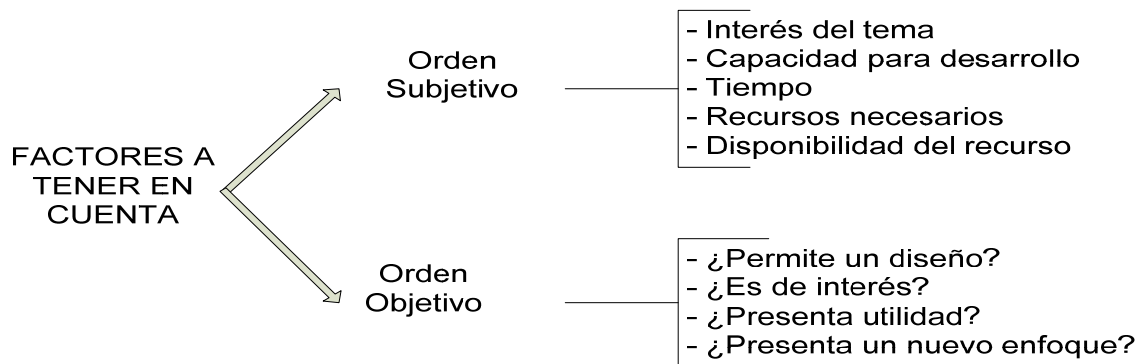 FACTORES A
TENER EN
CUENTA
Orden
Subjetivo
- Interés del tema
- Capacidad para desarrollo
- Tiempo
- Recursos necesarios
- Disponibilidad del recurso
Orden
Objetivo
- ¿Permite un diseño?
- ¿Es de interés?
- ¿Presenta utilidad?
- ¿Presenta un nuevo enfoque?